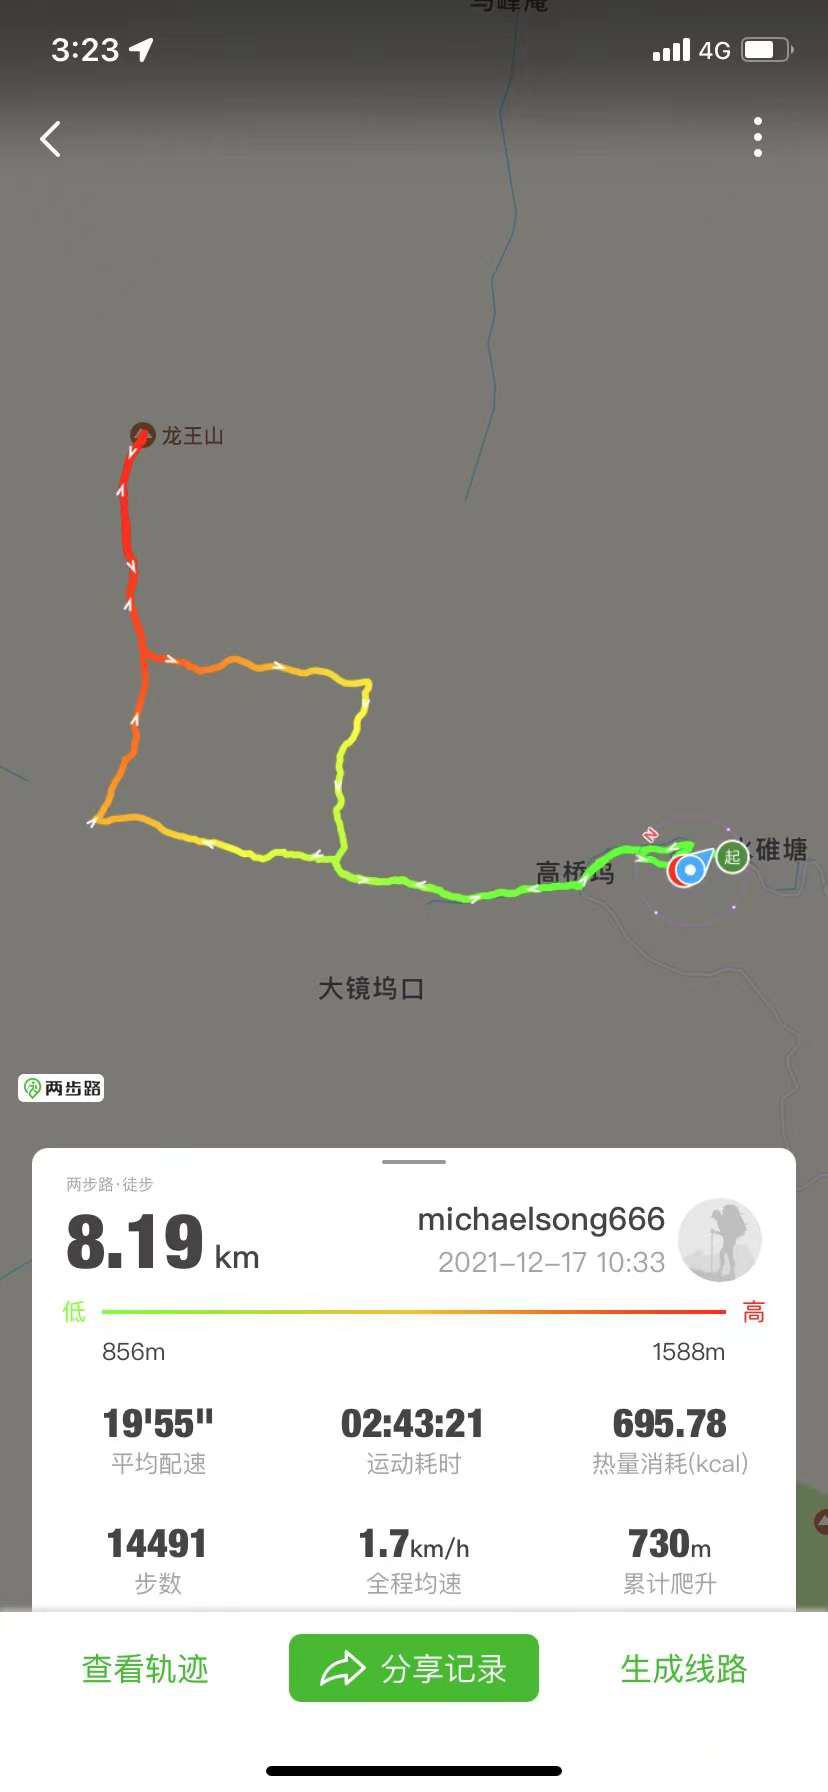 3:23
4G
龙王山
水碓塘
起
高桥坞
大镜坞口
两步路
两步路·徒步
8.19 km
michaelsong666
2021-12-17 10:33
低
高
856m
1588m
19'55"
02:43:21
695.78
平均配速
运动耗时
热量消耗(kcal)
14491
1.7km/h
730m
步数
全程均速
累计爬升
查看轨迹
分享记录
生成线路